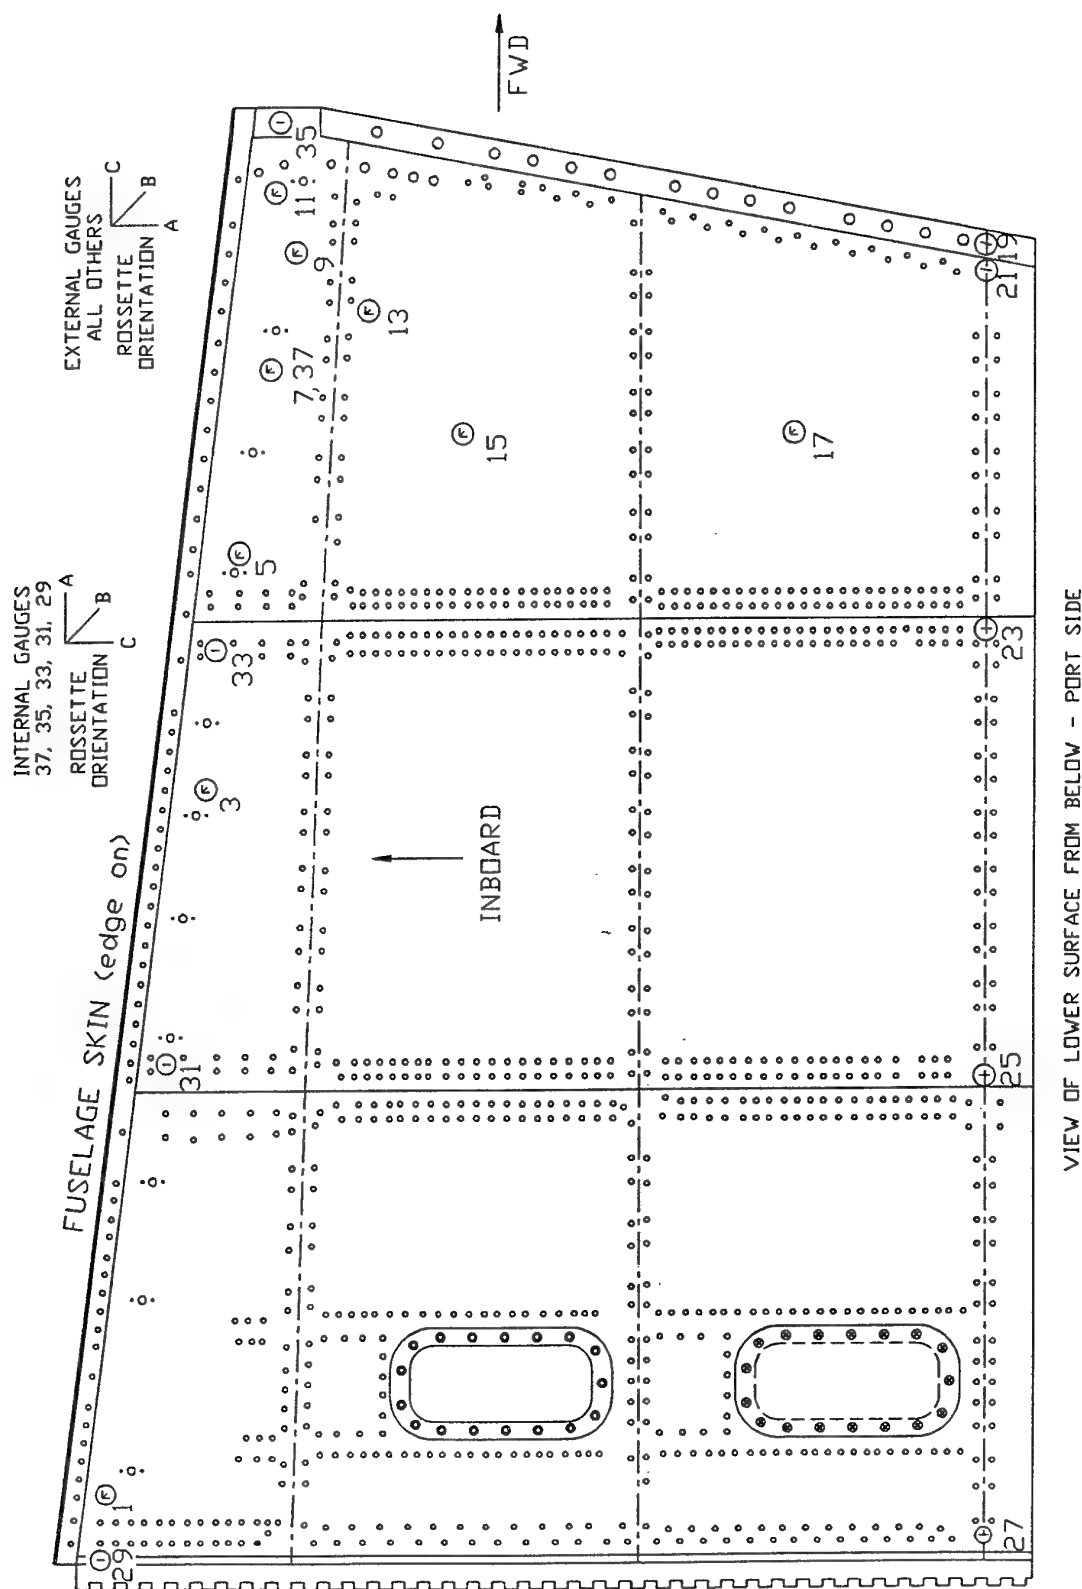 INTERNAL GAUGES
37, 35, 33, 31, 29
ROSSETTE
ORIENTATION
A
B
C
EXTERNAL GAUGES
ALL OTHERS
ROSSETTE
ORIENTATION
C
B
A
FWD
FUSELAGE SKIN (edge on)
INBOARD
29
1
31
3
33
5
7,37
9
11
35
13
15
17
19
21
23
25
27
VIEW OF LOWER SURFACE FROM BELOW - PORT SIDE